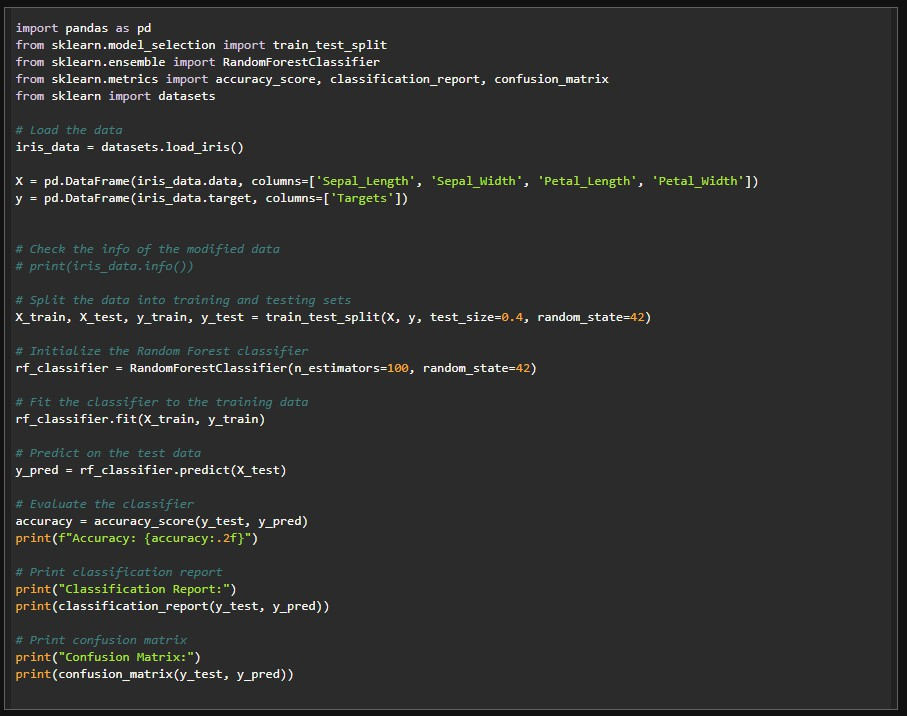 import pandas as pd
from sklearn.model_selection import train_test_split
from sklearn.ensemble import RandomForestClassifier
from sklearn.metrics import accuracy_score, classification_report, confusion_matrix
from sklearn import datasets

# Load the data
iris_data = datasets.load_iris()

X = pd.DataFrame(iris_data.data, columns=['Sepal_Length', 'Sepal_Width', 'Petal_Length', 'Petal_Width'])
y = pd.DataFrame(iris_data.target, columns=['Targets'])


# Check the info of the modified data
# print(iris_data.info())

# Split the data into training and testing sets
X_train, X_test, y_train, y_test = train_test_split(X, y, test_size=0.4, random_state=42)

# Initialize the Random Forest classifier
rf_classifier = RandomForestClassifier(n_estimators=100, random_state=42)

# Fit the classifier to the training data
rf_classifier.fit(X_train, y_train)

# Predict on the test data
y_pred = rf_classifier.predict(X_test)

# Evaluate the classifier
accuracy = accuracy_score(y_test, y_pred)
print(f"Accuracy: {accuracy:.2f}")

# Print classification report
print("Classification Report:")
print(classification_report(y_test, y_pred))

# Print confusion matrix
print("Confusion Matrix:")
print(confusion_matrix(y_test, y_pred))